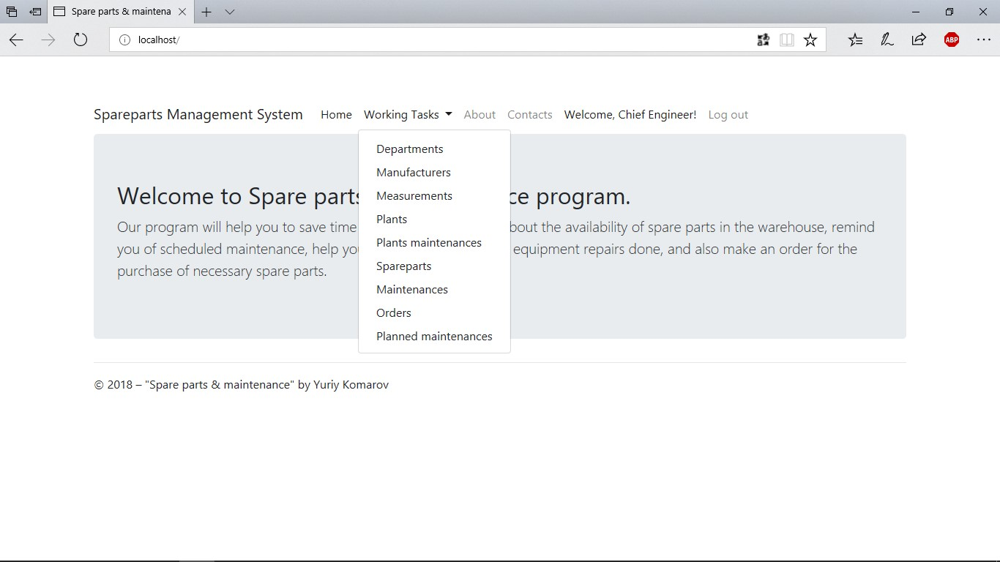 Spare parts & maintena
localhost/
ABP
Spareparts Management System Home Working Tasks About Contacts Welcome, Chief Engineer! Log out
Departments
Manufacturers
Measurements
Plants
Plants maintenances
Spareparts
Maintenances
Orders
Planned maintenances
Welcome to Spare parts ce program.
Our program will help you to save time bout the availability of spare parts in the warehouse, remind
you of scheduled maintenance, help you equipment repairs done, and also make an order for the
purchase of necessary spare parts.
© 2018 – "Spare parts & maintenance" by Yuriy Komarov